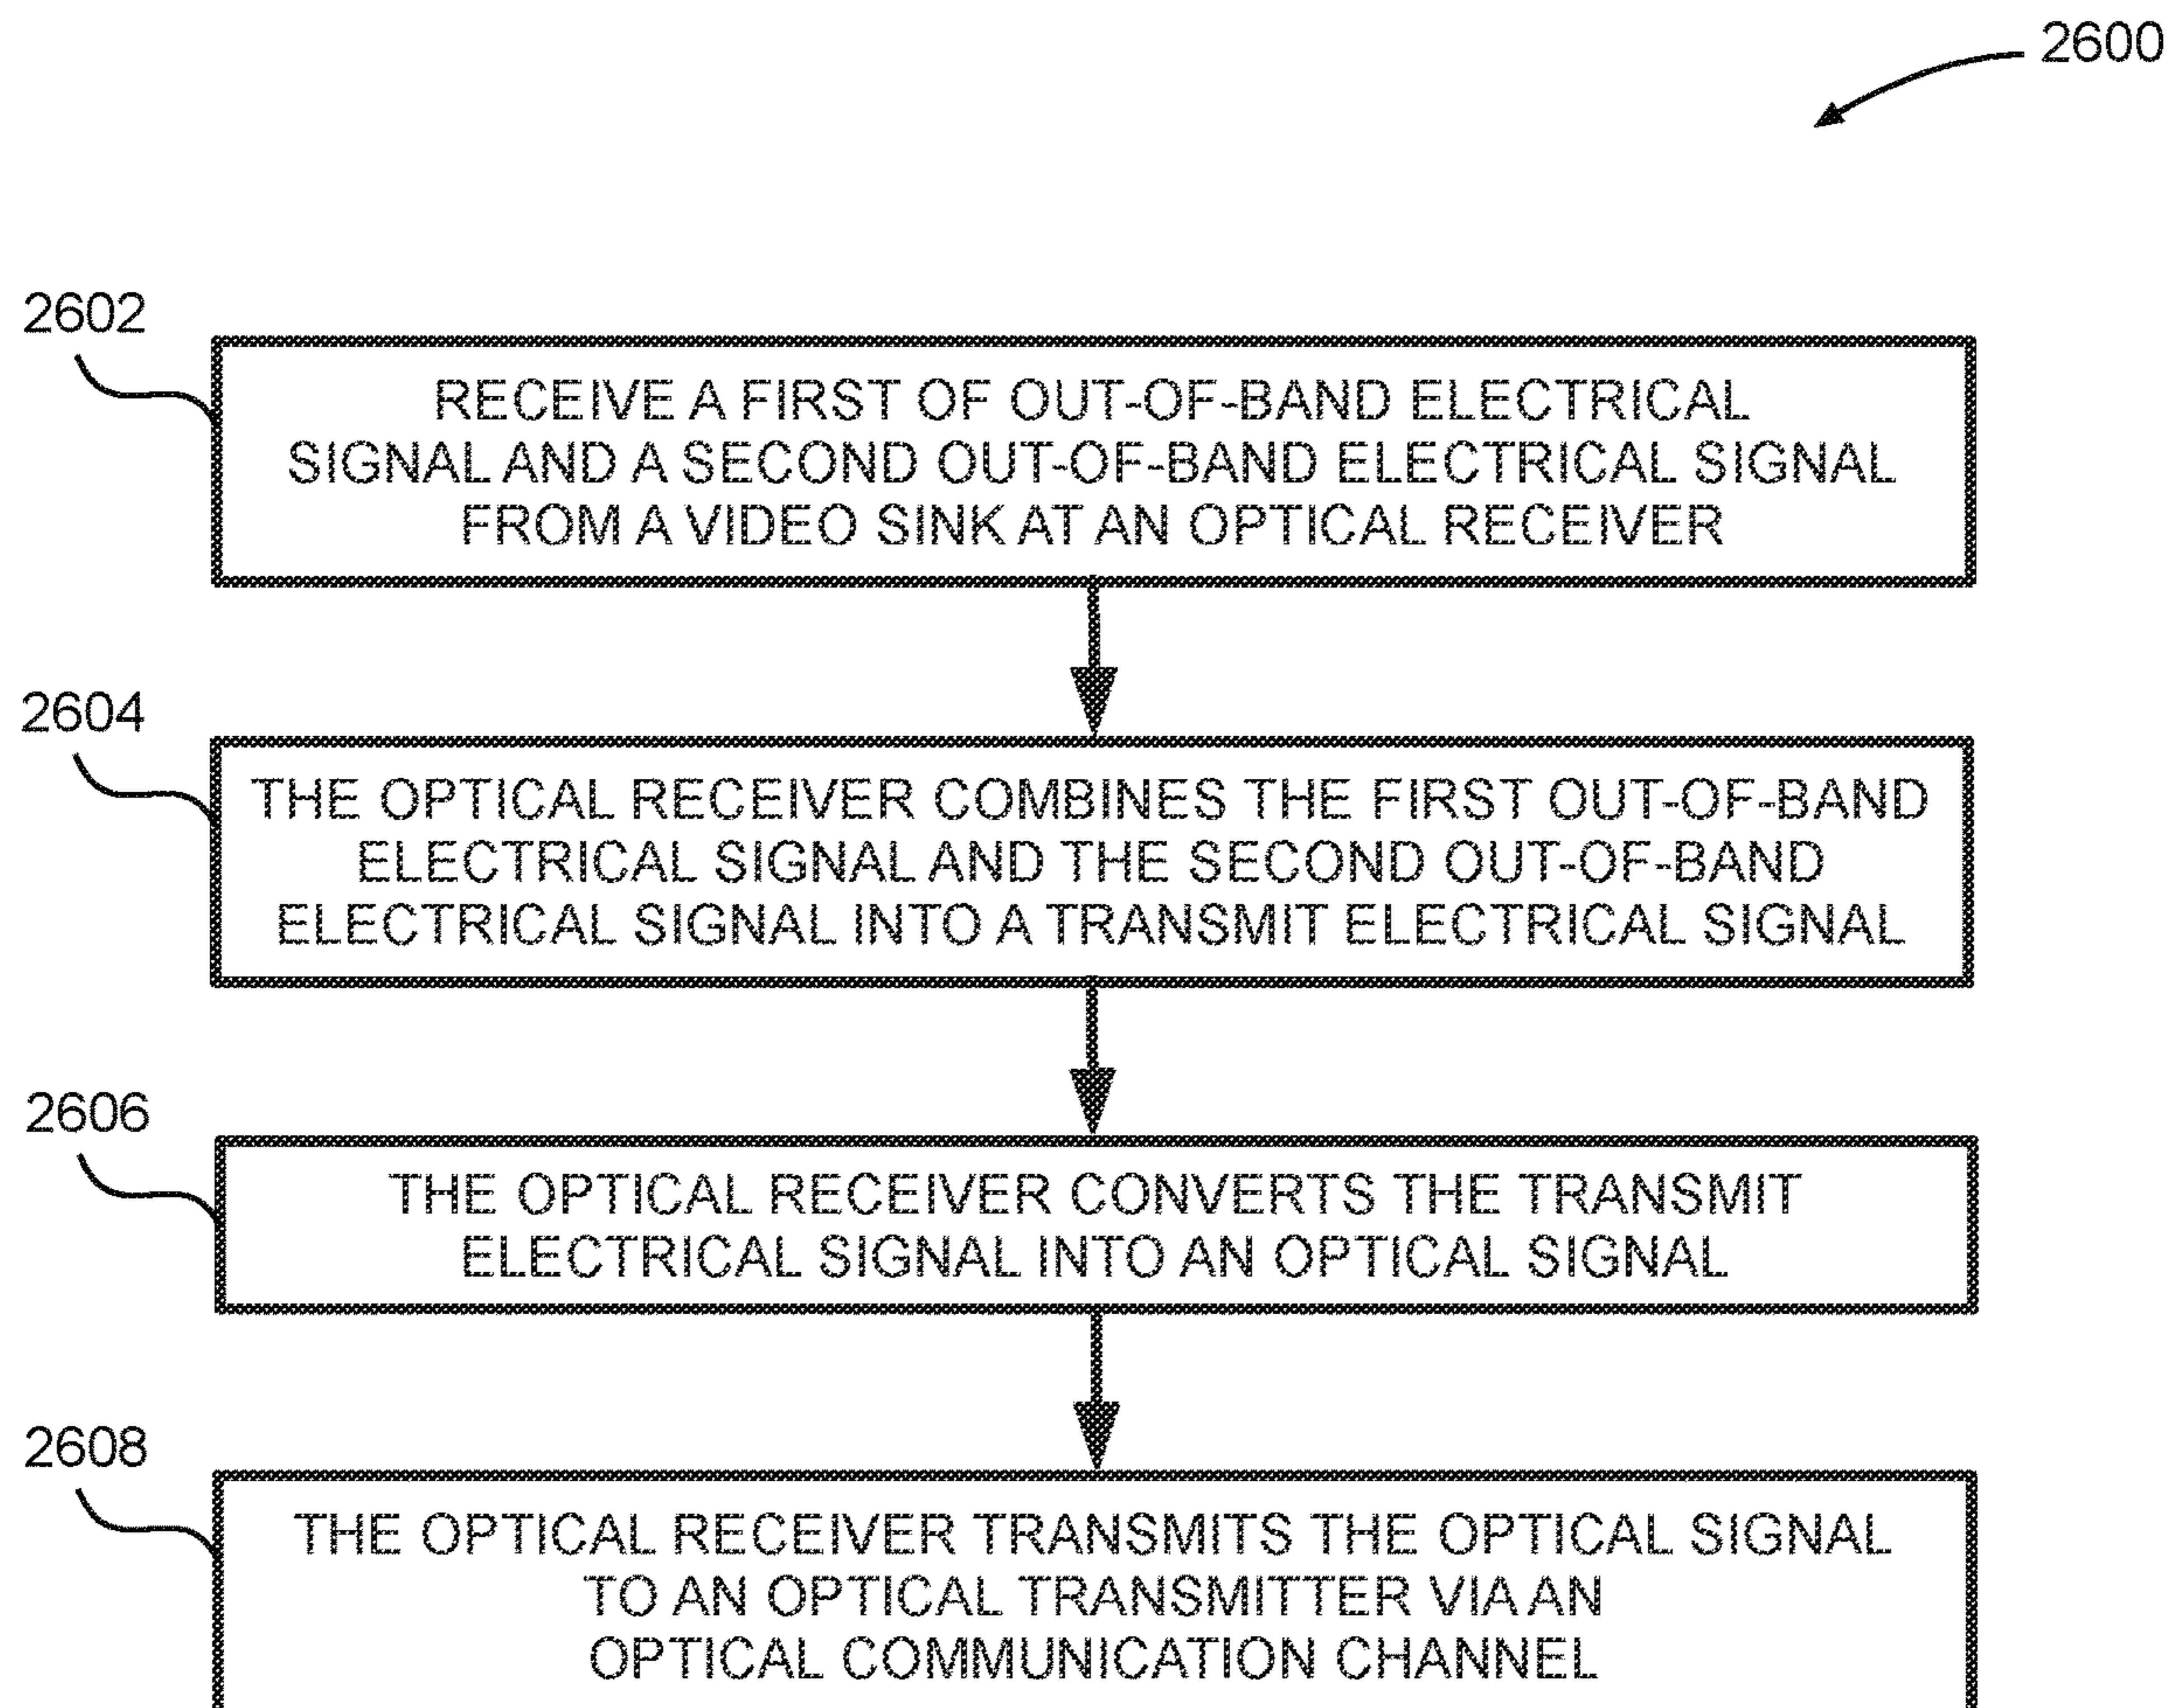 2600
2602
RECEIVE A FIRST OF OUT-OF-BAND ELECTRICAL
SIGNAL AND A SECOND OUT-OF-BAND ELECTRICAL SIGNAL
FROM A VIDEO SINK AT AN OPTICAL RECEIVER
2604
THE OPTICAL RECEIVER COMBINES THE FIRST OUT-OF-BAND
ELECTRICAL SIGNAL AND THE SECOND OUT-OF-BAND
ELECTRICAL SIGNAL INTO A TRANSMIT ELECTRICAL SIGNAL
2606
THE OPTICAL RECEIVER CONVERTS THE TRANSMIT
ELECTRICAL SIGNAL INTO AN OPTICAL SIGNAL
2608
THE OPTICAL RECEIVER TRANSMITS THE OPTICAL SIGNAL
TO AN OPTICAL TRANSMITTER VIA AN
OPTICAL COMMUNICATION CHANNEL